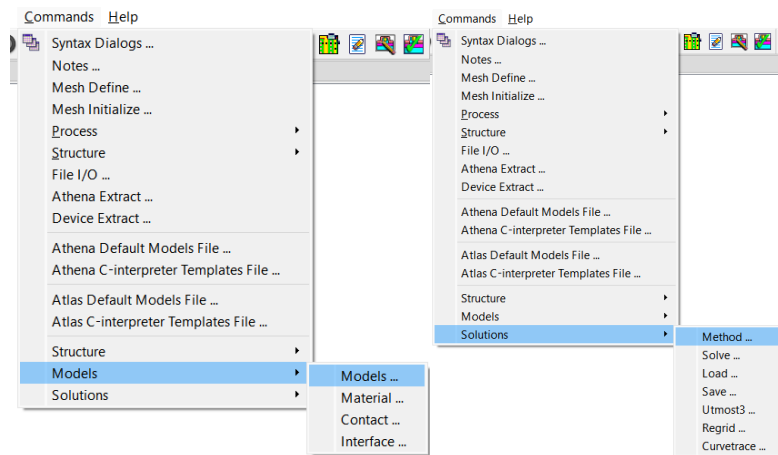 Commands Help
Syntax Dialogs ...
Notes ...
Mesh Define ...
Mesh Initialize ...
Process
Structure
File I/O ...
Athena Extract ...
Device Extract ...
Athena Default Models File ...
Athena C-interpreter Templates File ...
Atlas Default Models File ...
Atlas C-interpreter Templates File ...
Structure
Models
Solutions
Models ...
Material ...
Contact ...
Interface ...
Commands Help
Syntax Dialogs ...
Notes ...
Mesh Define ...
Mesh Initialize ...
Process
Structure
File I/O ...
Athena Extract ...
Device Extract ...
Athena Default Models File ...
Athena C-interpreter Templates File ...
Atlas Default Models File ...
Atlas C-interpreter Templates File ...
Structure
Models
Solutions
Method ...
Solve ...
Load ...
Save ...
Utmost3 ...
Regrid ...
Curvetrace ...